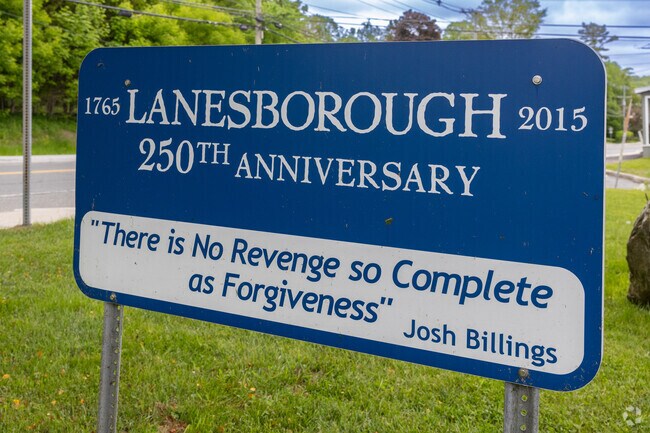 1765 LANESBOROUGH 2015
250TH ANNIVERSARY
"There is No Revenge so Complete
as Forgiveness"
Josh Billings